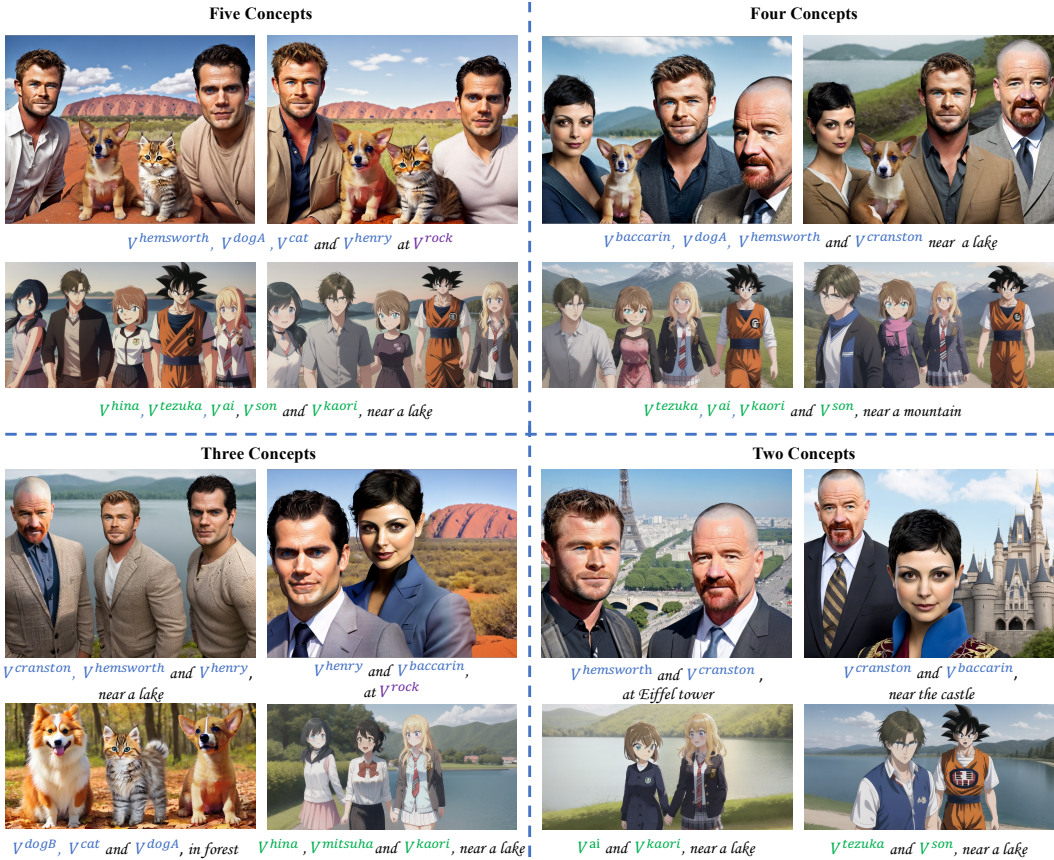 Five Concepts
V^hemsworth, V^dogA, V^cat and V^henry at V^rock
V^hina, V^tezuka, V^ai, V^son and V^kaori, near a lake
Four Concepts
V^baccarin, V^dogA, V^hemsworth and V^cranston near a lake
V^tezuka, V^ai, V^kaori and V^son, near a mountain
Three Concepts
V^cranston, V^hemsworth and V^henry,
near a lake
V^henry and V^baccarin,
at V^rock
V^dogB, V^cat and V^dogA, in forest
V^hina, V^mitsuha and V^kaori, near a lake
Two Concepts
V^hemsworth and V^cranston,
at Eiffel tower
V^cranston and V^baccarin,
near the castle
V^ai and V^kaori, near a lake
V^tezuka and V^son, near a lake